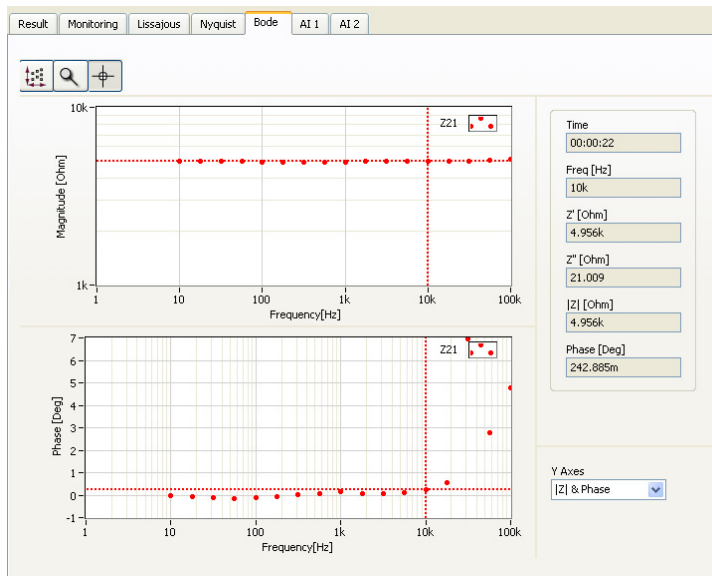 Result Monitoring Lissajous Nyquist Bode AI 1 AI 2
10k
1k
Magnitude [Ohm]
Z21
1 10 100 1k 10k 100k
Frequency[Hz]
7
6
5
4
3
2
1
0
-1
Phase [Deg]
Z21
1 10 100 1k 10k 100k
Frequency[Hz]
Time
00:00:22
Freq [Hz]
10k
Z' [Ohm]
4.956k
Z" [Ohm]
21.009
|Z| [Ohm]
4.956k
Phase [Deg]
242.885m
Y Axes
|Z| & Phase